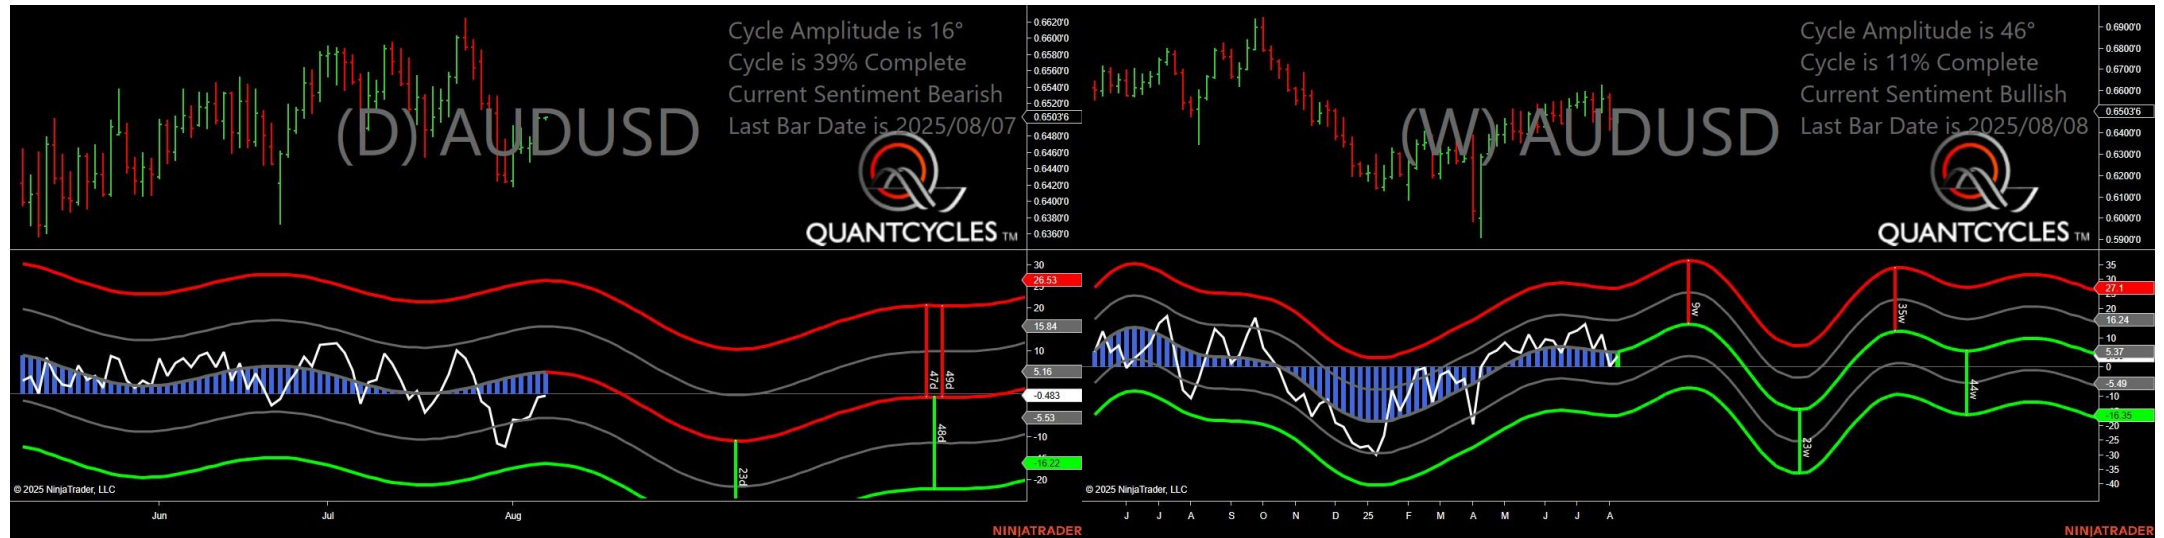 Cycle Amplitude is 16°
Cycle is 39% Complete
Current Sentiment Bearish
Last Bar Date is 2025/08/07
(D) AUDUSD
QUANTCYCLES TM
0.6620'0
0.6600'0
0.6580'0
0.6560'0
0.6540'0
0.6520'0
0.6503'6
0.6480'0
0.6460'0
0.6440'0
0.6420'0
0.6400'0
0.6380'0
0.6360'0
30
26.53
20
15.84
10
5.16
-0.483
-5.53
-10
-16.22
-20
23d
47d
49d
48d
© 2025 NinjaTrader, LLC
Jun
Jul
Aug
NINJATRADER
Cycle Amplitude is 46°
Cycle is 11% Complete
Current Sentiment Bullish
Last Bar Date is 2025/08/08
(W) AUDUSD
QUANTCYCLES TM
0.6900'0
0.6800'0
0.6700'0
0.6600'0
0.6503'6
0.6400'0
0.6300'0
0.6200'0
0.6100'0
0.6000'0
0.5900'0
35
30
27.1
20
16.24
10
5.37
0
-5.49
-10
-16.35
-20
-25
-30
-35
-40
9w
35w
23w
44w
© 2025 NinjaTrader, LLC
J
J
A
S
O
N
D
25
F
M
A
M
J
J
A
NINJATRADER